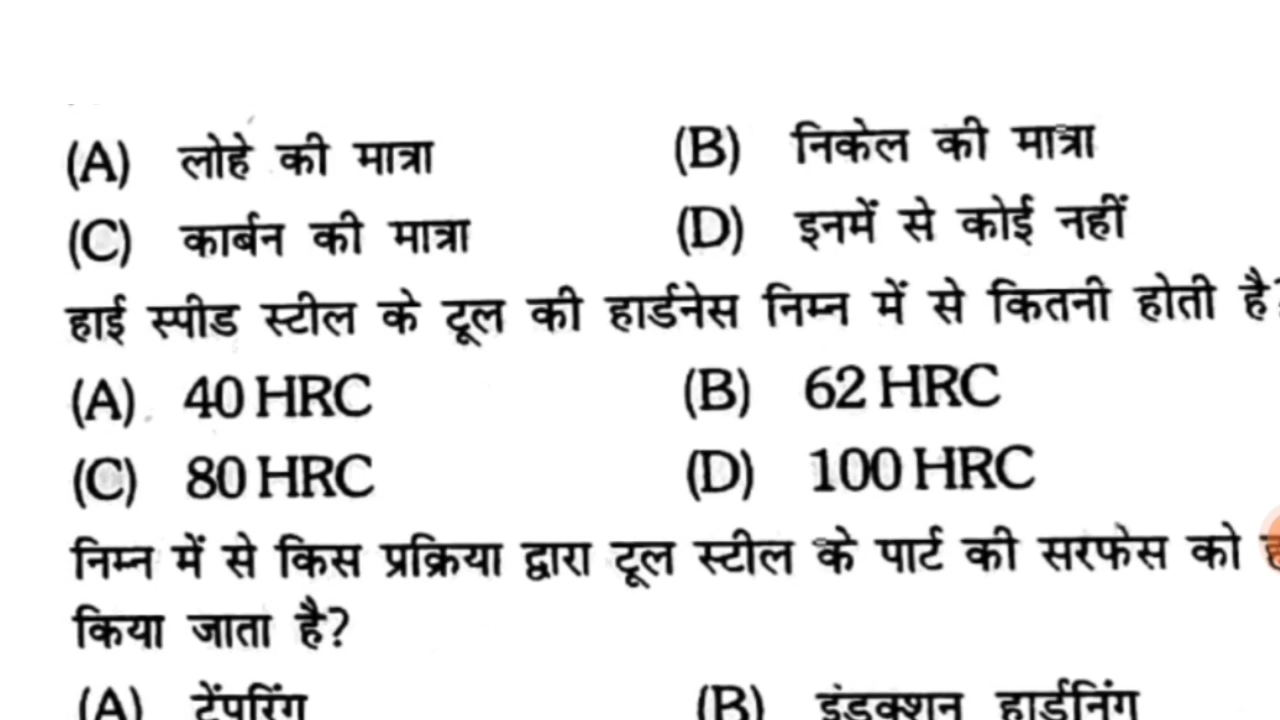 (A) लोहे की मात्रा (B) निकेल की मात्रा
(C) कार्बन की मात्रा (D) इनमें से कोई नहीं
हाई स्पीड स्टील के टूल की हार्डनेस निम्न में से कितनी होती है?
(A) 40 HRC (B) 62 HRC
(C) 80 HRC (D) 100 HRC
निम्न में से किस प्रक्रिया द्वारा टूल स्टील के पार्ट की सरफेस को
किया जाता है?
(A) टेंपरिंग (B) इंडक्शन हार्डनिंग